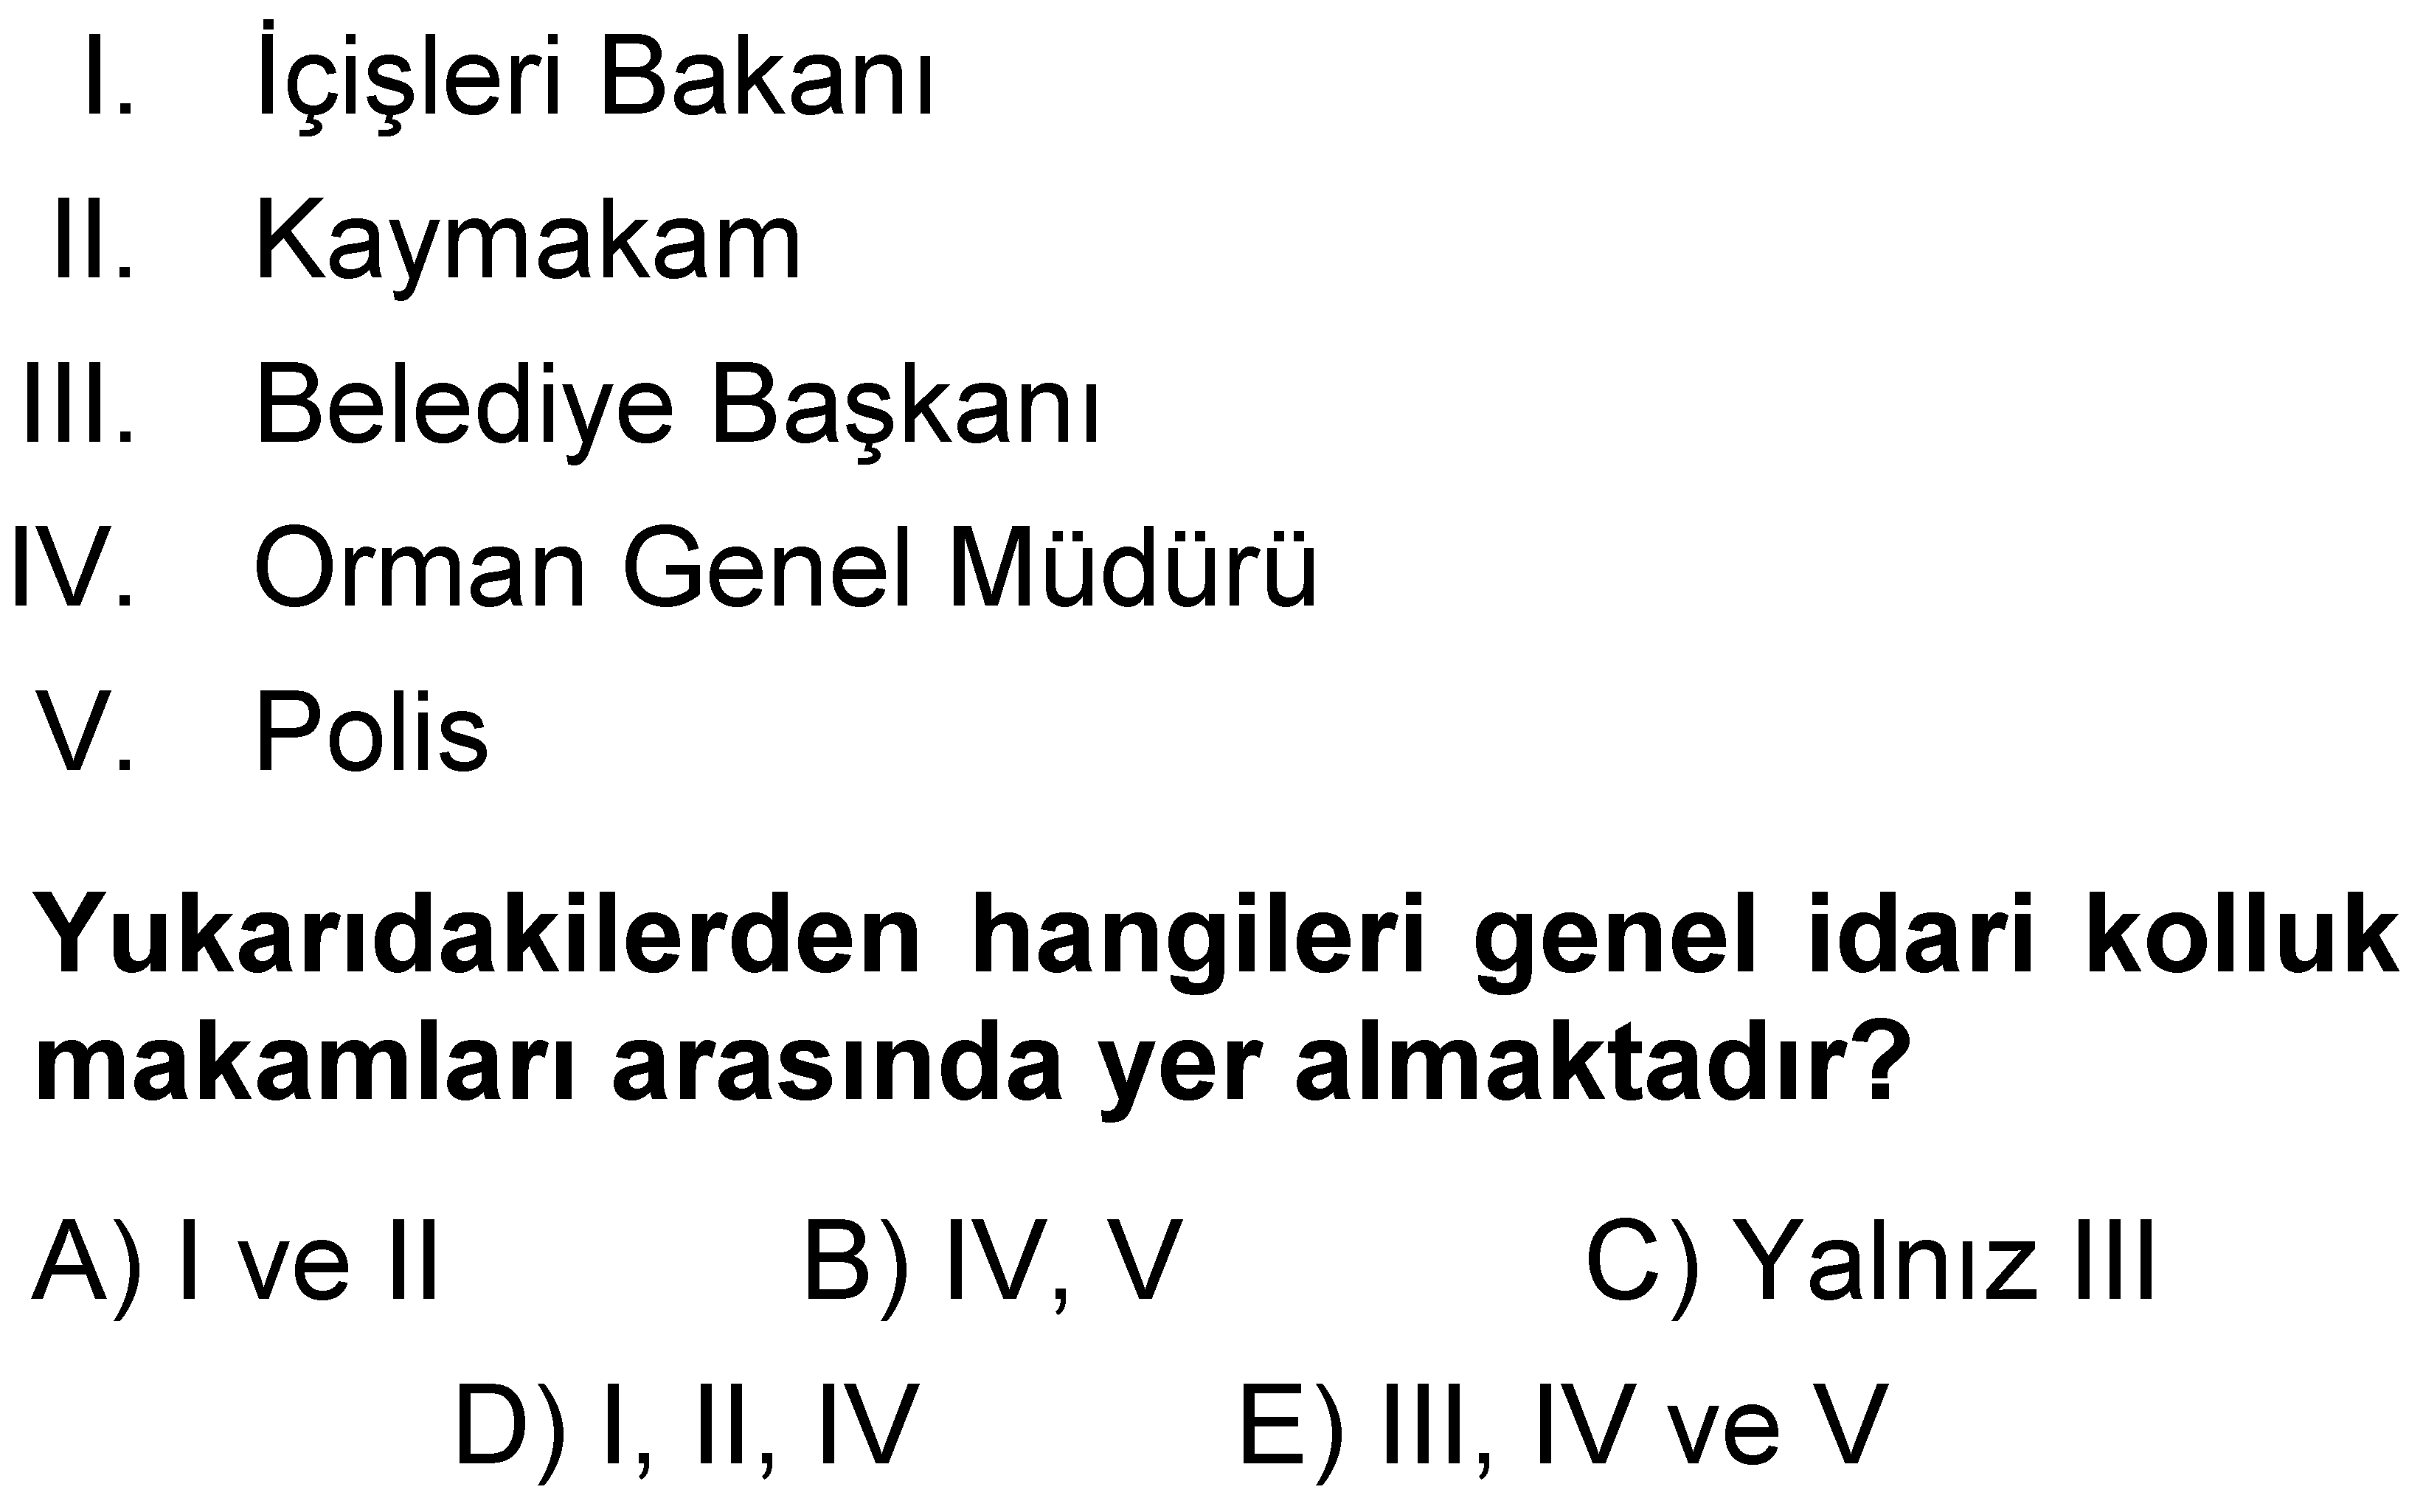 I. İçişleri Bakanı
II. Kaymakam
III. Belediye Başkanı
IV. Orman Genel Müdürü
V. Polis
Yukarıdakilerden hangileri genel idari kolluk
makamları arasında yer almaktadır?
A) I ve II B) IV, V C) Yalnız III
D) I, II, IV E) III, IV ve V